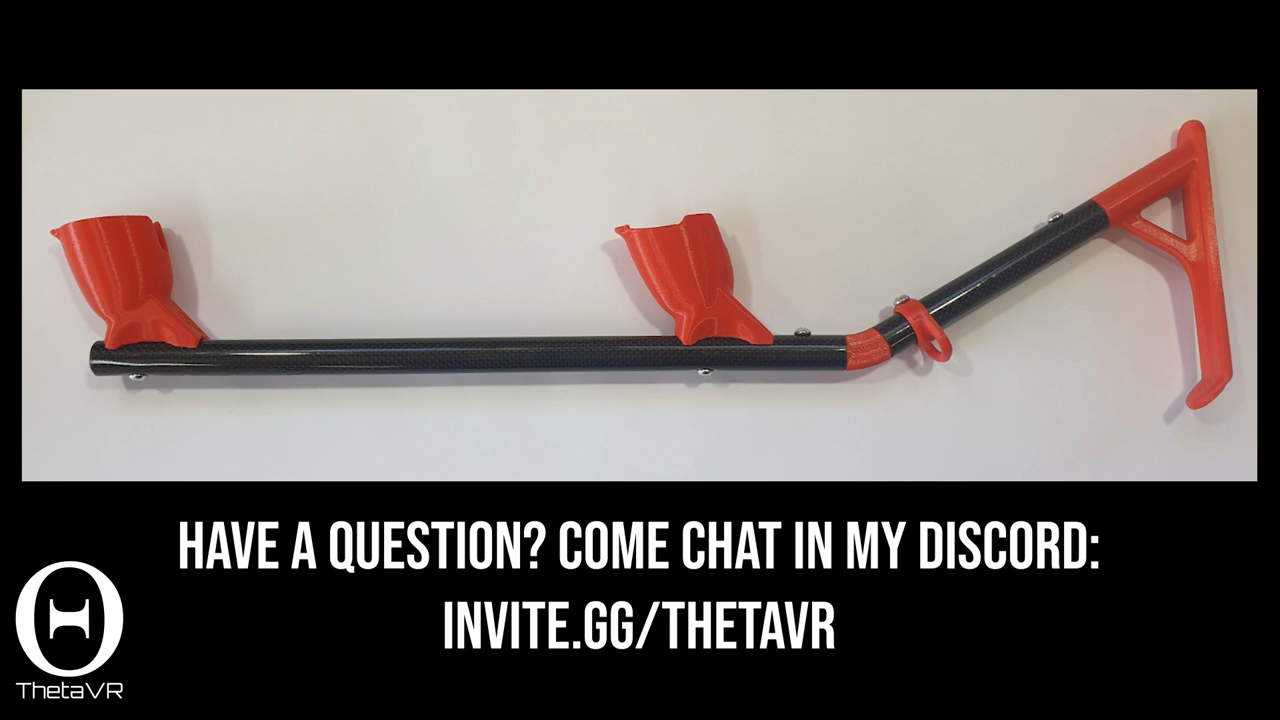 HAVE A QUESTION? COME CHAT IN MY DISCORD:
INVITE.GG/THETAVR
ThetaVR